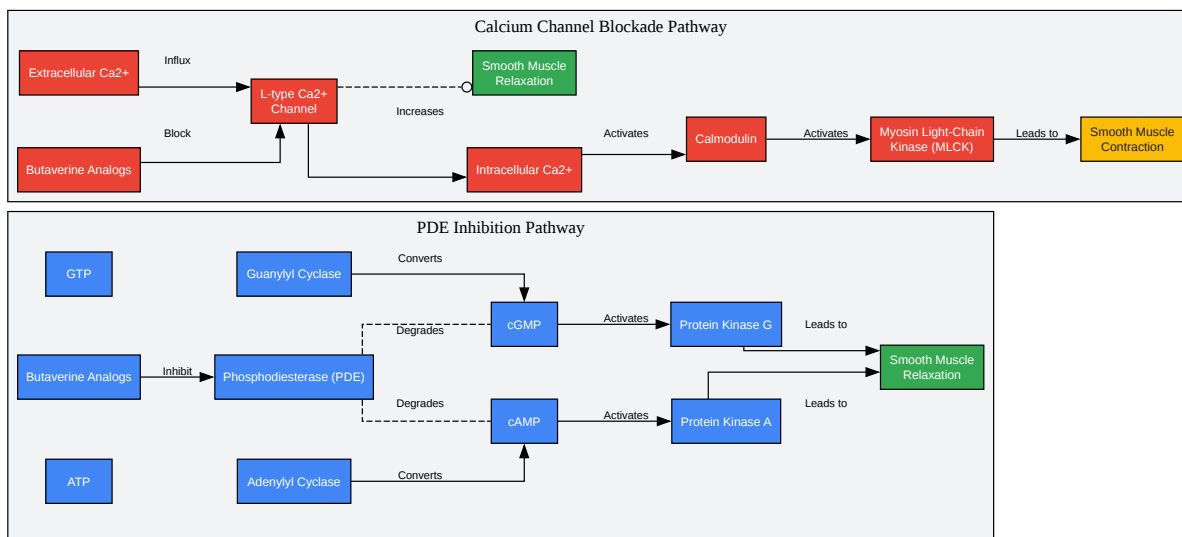 Calcium Channel Blockade Pathway
Extracellular Ca2+
Influx
L-type Ca2+
Channel
Smooth Muscle
Relaxation
Increases
Block
Butaverine Analogs
Intracellular Ca2+
Activates
Calmodulin
Activates
Myosin Light-Chain
Kinase (MLCK)
Leads to
Smooth Muscle
Contraction
PDE Inhibition Pathway
GTP
Guanylyl Cyclase
Converts
cGMP
Activates
Protein Kinase G
Leads to
Degrades
Butaverine Analogs
Inhibit
Phosphodiesterase (PDE)
Smooth Muscle
Relaxation
Degrades
cAMP
Activates
Protein Kinase A
Leads to
ATP
Adenylyl Cyclase
Converts